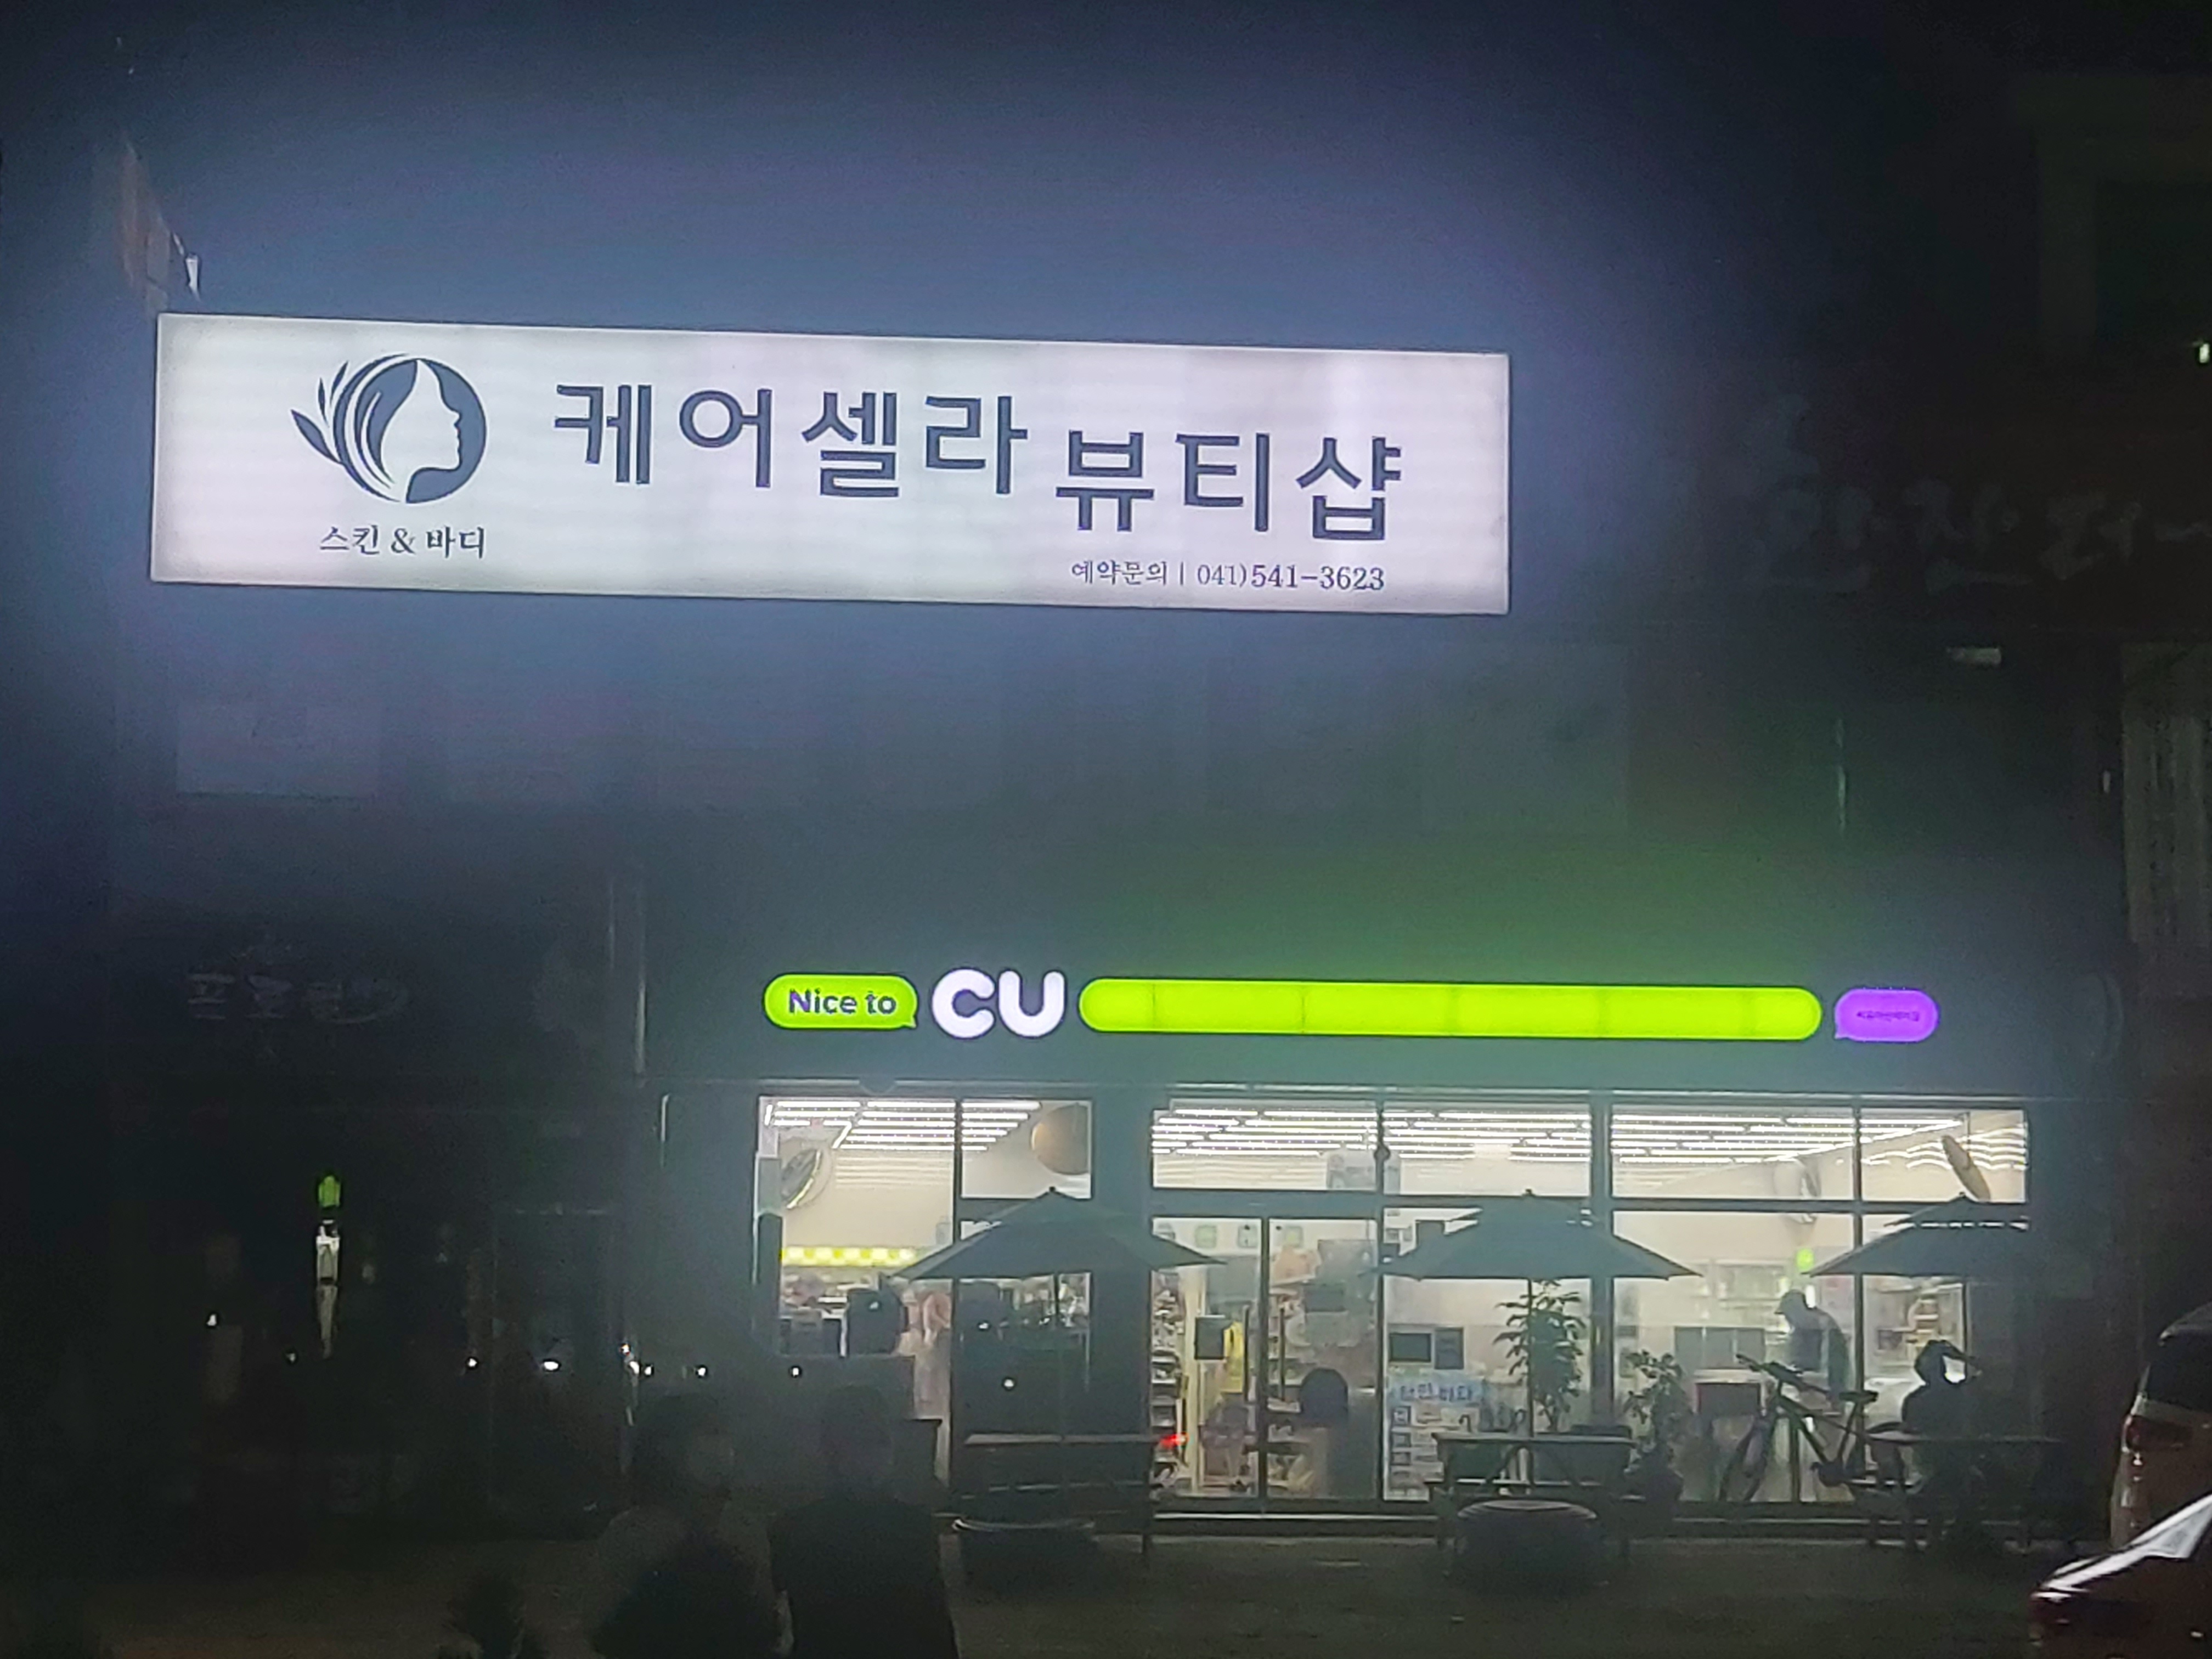 케어셀라 뷰티샵
스킨 & 바디
예약문의 | 041)541-3623
Nice to CU